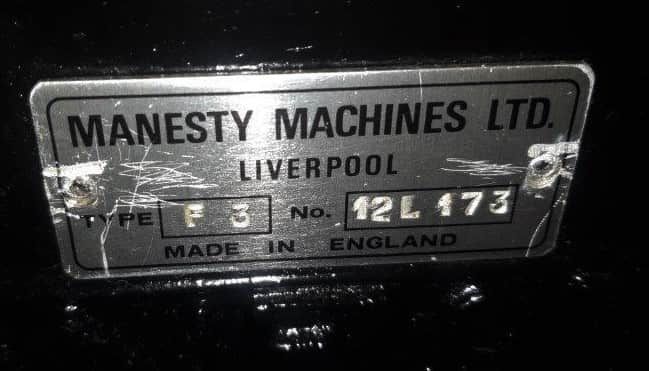 MANESTY MACHINES LTD.
LIVERPOOL
TYPE F 3 No. 12L 173
MADE IN ENGLAND